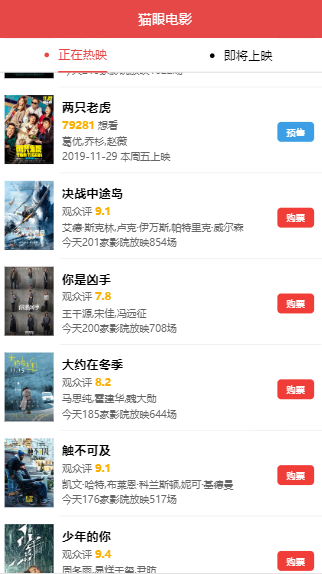 猫眼电影
正在热映
即将上映
两只老虎
79281 想看
葛优,乔杉,赵薇
2019-11-29 本周五上映
预售
决战中途岛
观众评 9.1
艾德·斯克林,卢克·伊万斯,帕特里克·威尔森
今天201家影院放映854场
购票
你是凶手
观众评 7.8
王千源,宋佳,冯远征
今天200家影院放映708场
购票
大约在冬季
观众评 8.2
马思纯,霍建华,魏大勋
今天185家影院放映644场
购票
触不可及
观众评 9.1
凯文·哈特,布莱恩·科兰斯顿,妮可·基德曼
今天176家影院放映517场
购票
少年的你
观众评 9.4
周冬雨,易烊千玺,尹昉
购票